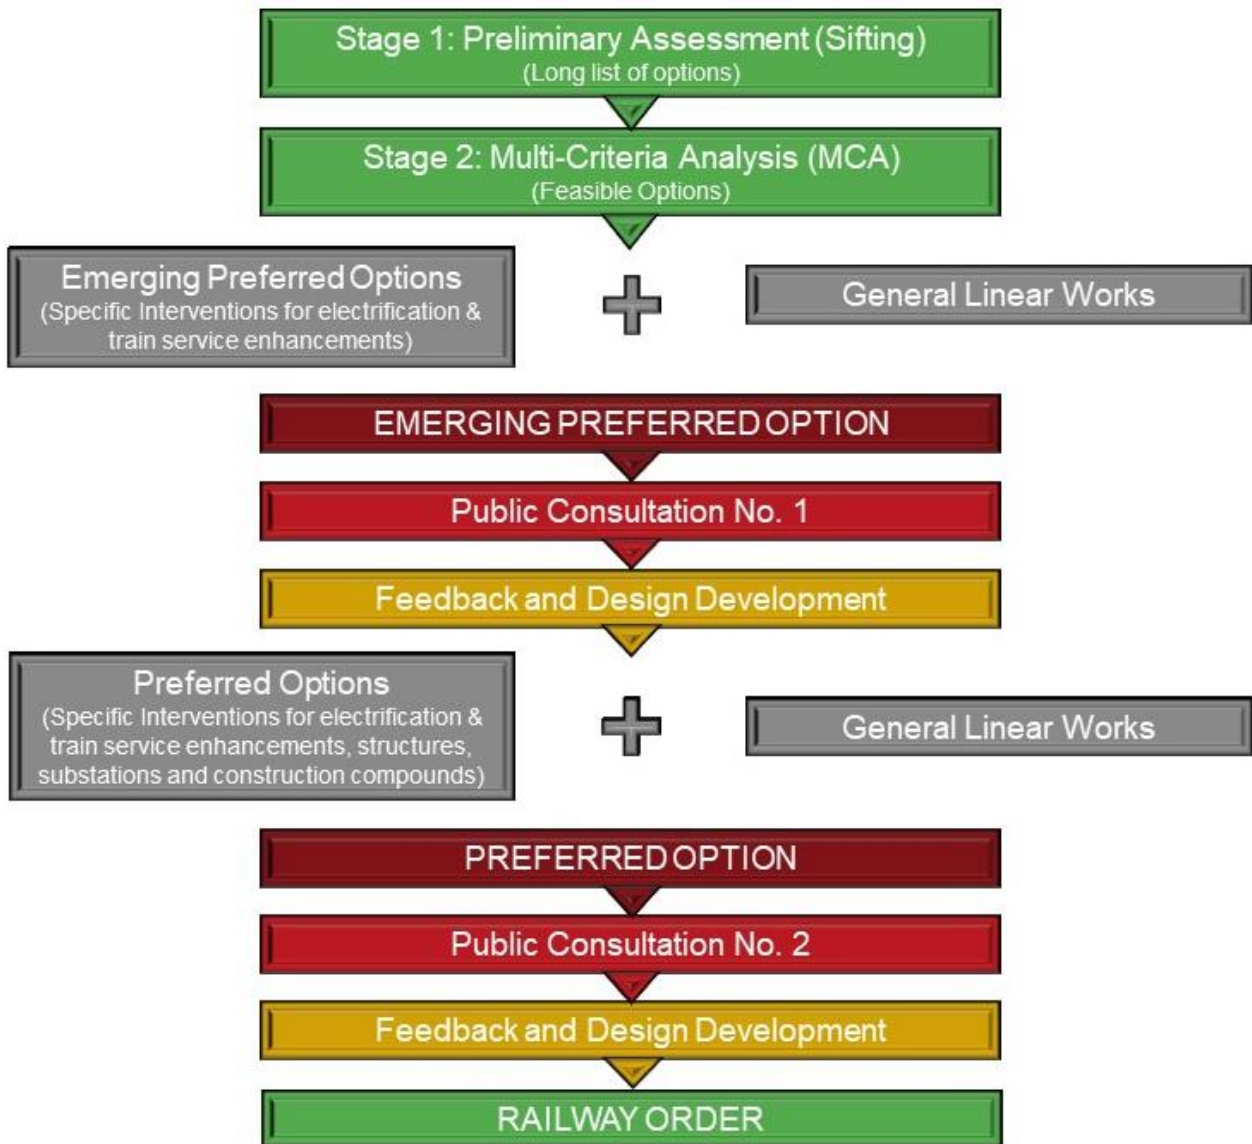 Stage 1: Preliminary Assessment (Sifting)
(Long list of options)
Stage 2: Multi-Criteria Analysis (MCA)
(Feasible Options)
Emerging Preferred Options
(Specific Interventions for electrification &
train service enhancements)
+
General Linear Works
EMERGING PREFERRED OPTION
Public Consultation No. 1
Feedback and Design Development
Preferred Options
(Specific Interventions for electrification &
train service enhancements, structures,
substations and construction compounds)
+
General Linear Works
PREFERRED OPTION
Public Consultation No. 2
Feedback and Design Development
RAILWAY ORDER